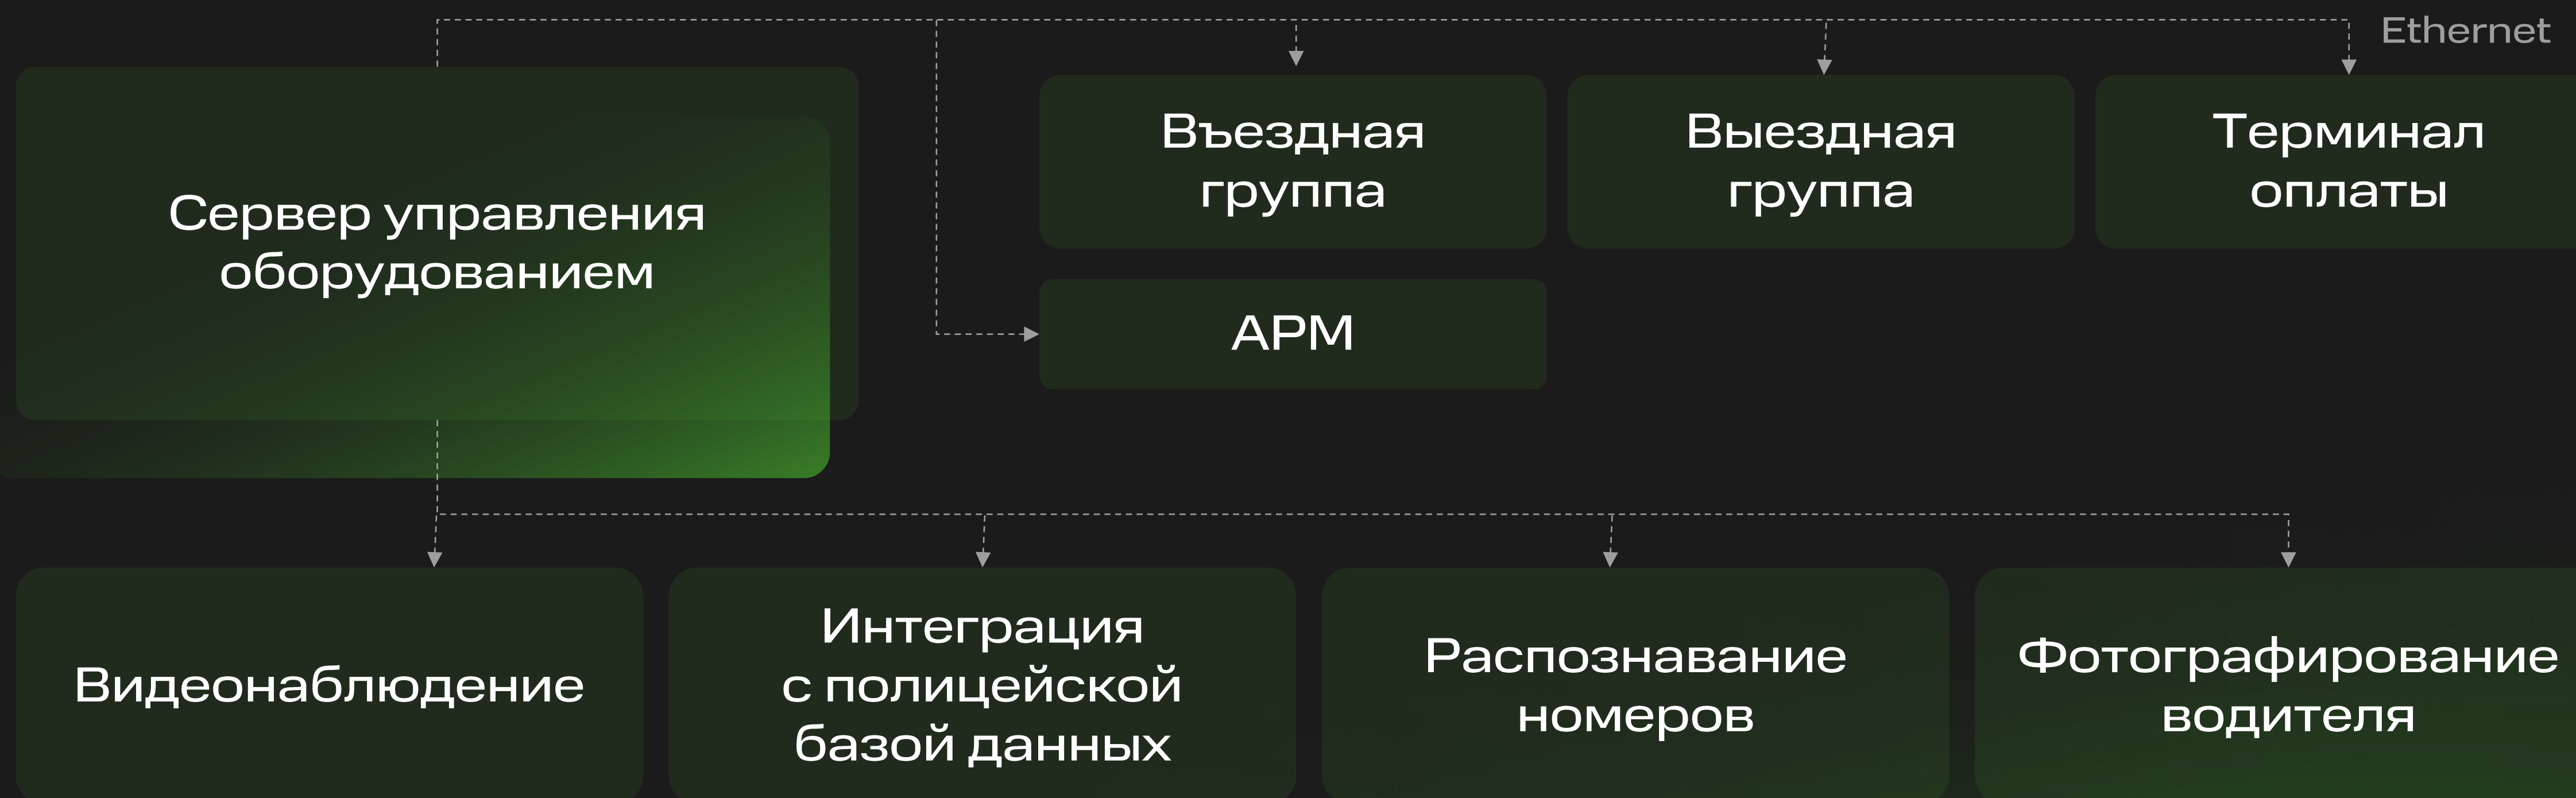 Ethernet
Сервер управления
оборудованием
Въездная
группа
Выездная
группа
Терминал
оплаты
АРМ
Видеонаблюдение
Интеграция
с полицейской
базой данных
Распознавание
номеров
Фотографирование
водителя